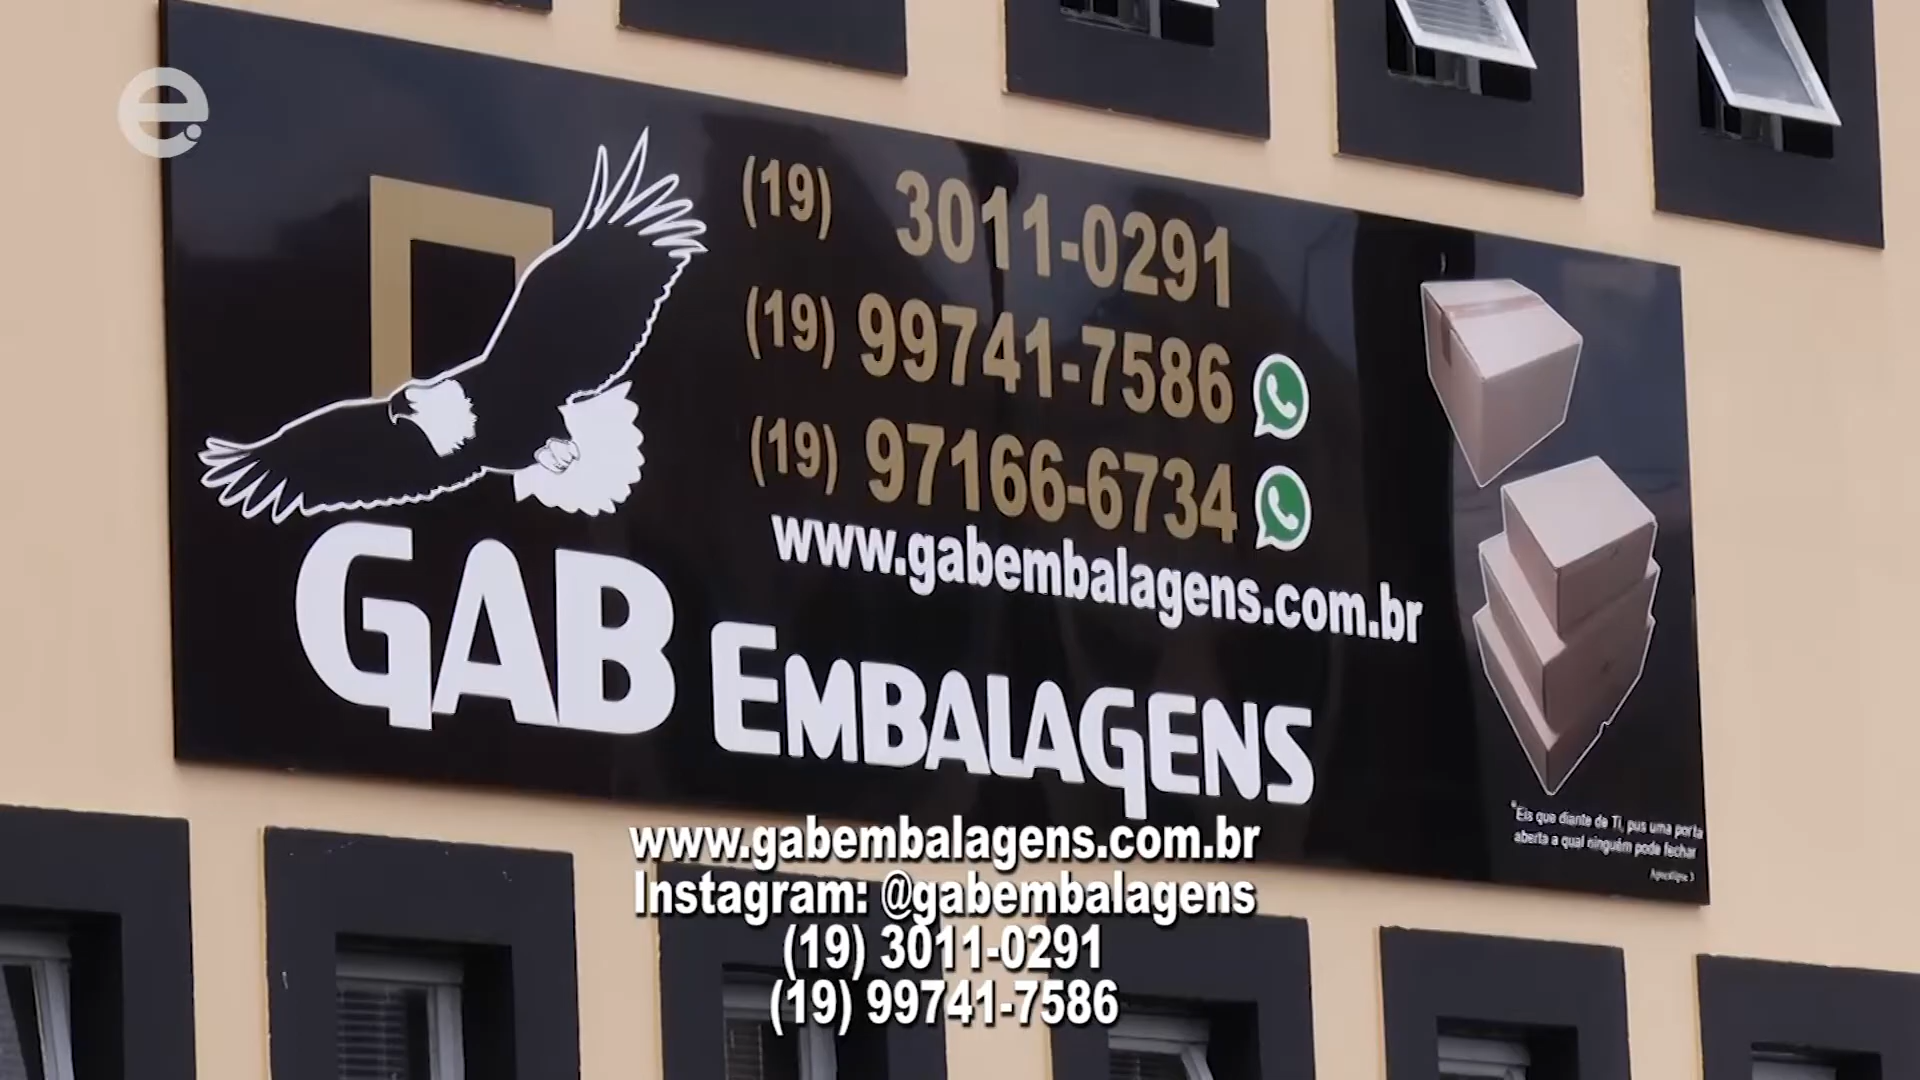 e.
(19) 3011-0291
(19) 99741-7586
(19) 97166-6734
www.gabembalagens.com.br
GAB EMBALAGENS
"Eis que diante de Ti, pus uma porta
aberta a qual ninguém pode fechar
Apocalipse 3
www.gabembalagens.com.br
Instagram: @gabembalagens
(19) 3011-0291
(19) 99741-7586